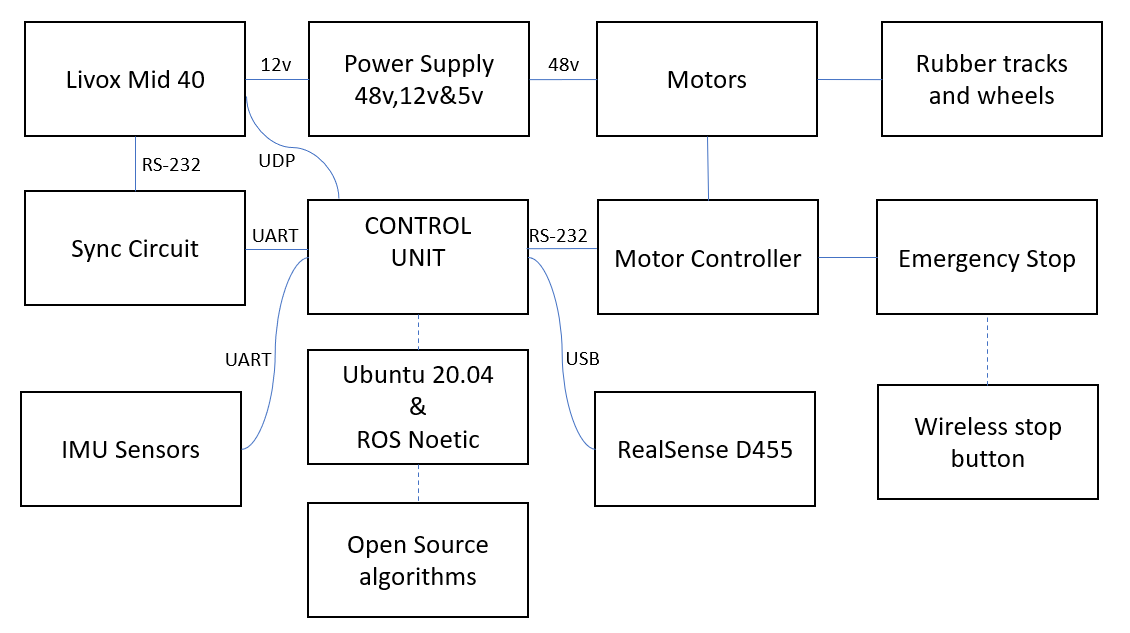 Livox Mid 40
12v
Power Supply
48v,12v&5v
48v
Motors
Rubber tracks
and wheels
RS-232
UDP
Sync Circuit
UART
CONTROL
UNIT
RS-232
Motor Controller
Emergency Stop
UART
Ubuntu 20.04
&
ROS Noetic
USB
IMU Sensors
RealSense D455
Wireless stop
button
Open Source
algorithms